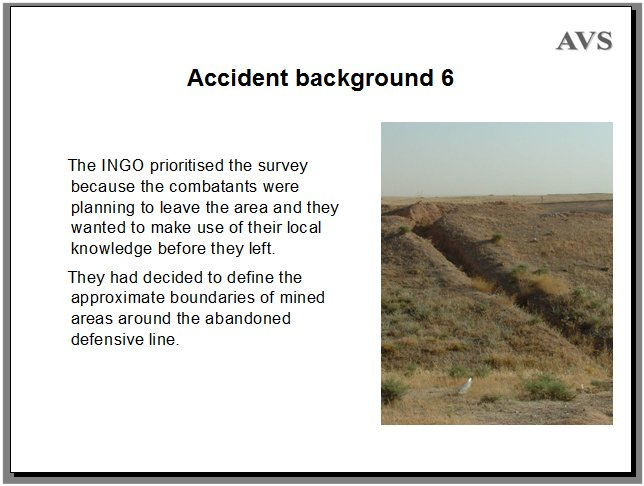 AVS
Accident background 6
The INGO prioritised the survey
because the combatants were
planning to leave the area and they
wanted to make use of their local
knowledge before they left.
They had decided to define the
approximate boundaries of mined
areas around the abandoned
defensive line.